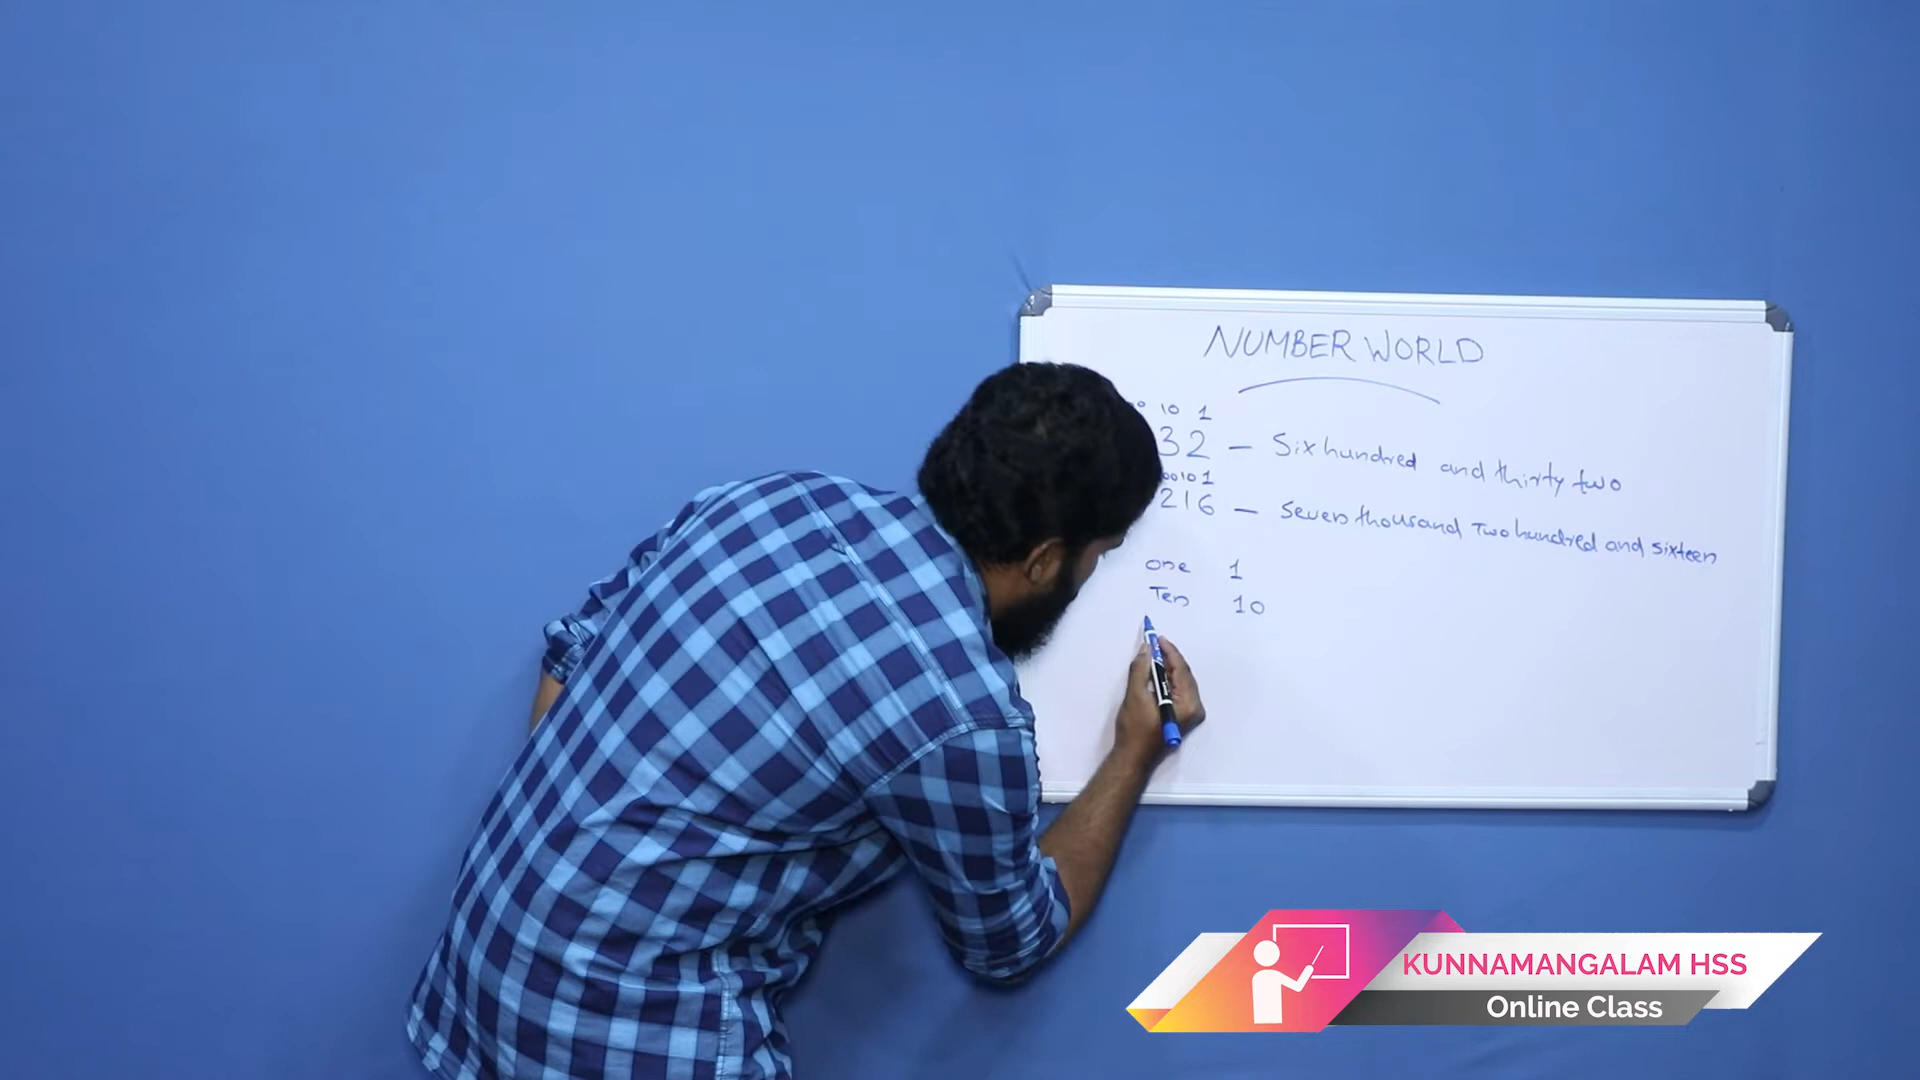 NUMBER WORLD
10 1
32 — Six hundred and thirty two
0010 1
216 — Seven thousand Two hundred and sixteen
one 1
Ten 10
KUNNAMANGALAM HSS
Online Class